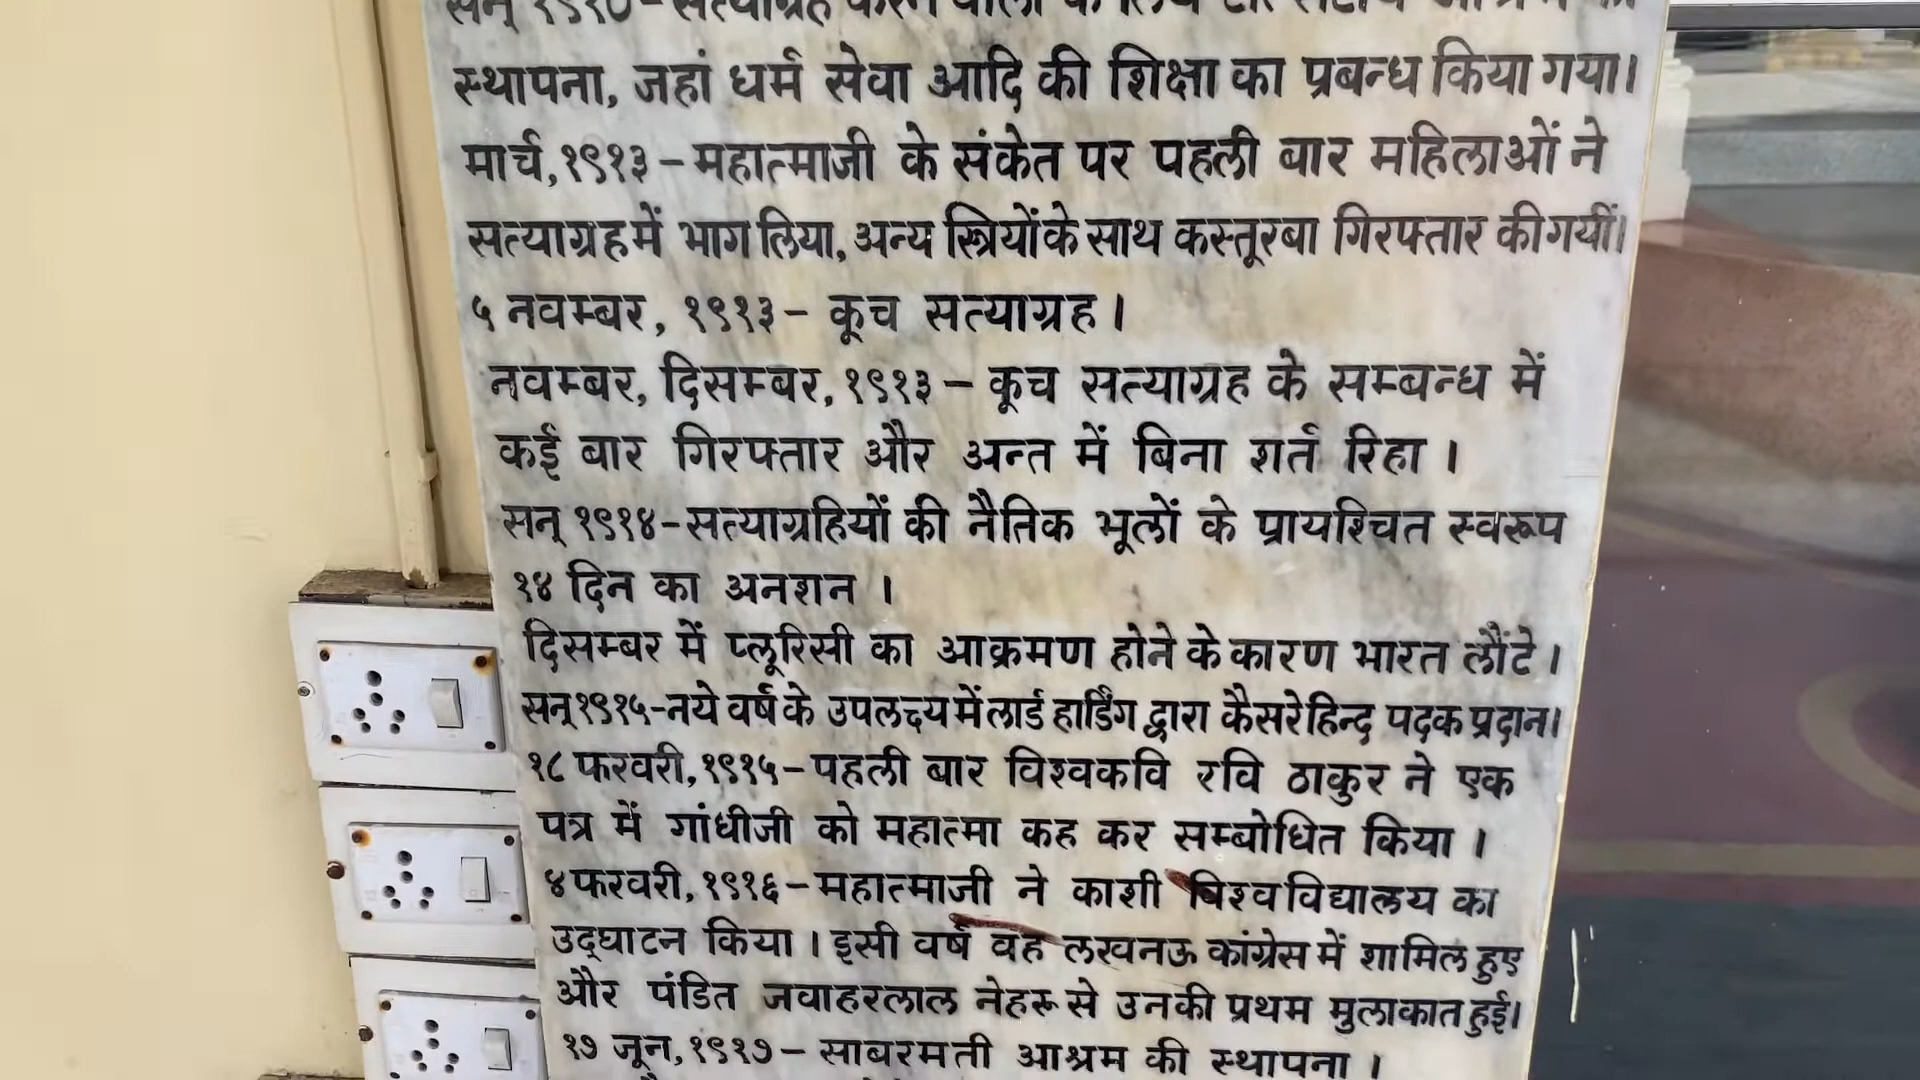 सन् १९१०-सत्याग्रह करने वालों के लिये
स्थापना, जहां धर्म सेवा आदि की शिक्षा का प्रबन्ध किया गया।
मार्च, १९१३-महात्माजी के संकेत पर पहली बार महिलाओं ने
सत्याग्रह में भाग लिया, अन्य स्त्रियों के साथ कस्तूरबा गिरफ्तार की गयीं।
५ नवम्बर, १९१३- कूच सत्याग्रह।
नवम्बर, दिसम्बर, १९१३- कूच सत्याग्रह के सम्बन्ध में
कई बार गिरफ्तार और अन्त में बिना शर्त रिहा।
सन् १९१४-सत्याग्रहियों की नैतिक भूलों के प्रायश्चित स्वरूप
१४ दिन का अनशन।
दिसम्बर में प्लूरिसी का आक्रमण होने के कारण भारत लौंटे।
सन् १९१५-नये वर्ष के उपलक्ष्य में लार्ड हार्डिंग द्वारा कैसरेहिन्द पदक प्रदान।
१८ फरवरी, १९१५-पहली बार विश्वकवि रवि ठाकुर ने एक
पत्र में गांधीजी को महात्मा कह कर सम्बोधित किया।
४ फरवरी, १९१६-महात्माजी ने काशी विश्वविद्यालय का
उद्घाटन किया। इसी वर्ष वह लखनऊ कांग्रेस में शामिल हुए
और पंडित जवाहरलाल नेहरू से उनकी प्रथम मुलाकात हुई।
१७ जून, १९१७- साबरमती आश्रम की स्थापना।